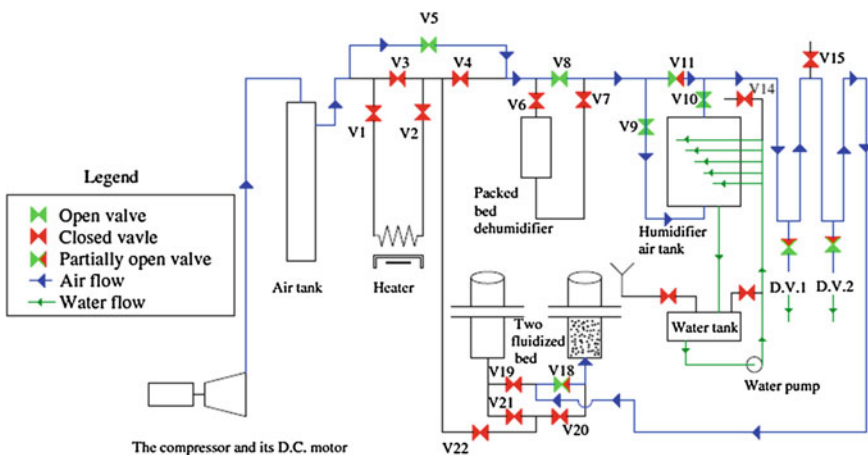 V5
V3
V4
V8
V11
V15
V14
V6
V7
V10
V1
V2
V9
Legend
Open valve
Closed vavle
Partially open valve
Air flow
Water flow
Packed
bed
dehumidifier
Humidifier
air tank
Air tank
Heater
D.V.1
D.V.2
Two
fluidized
bed
Water tank
V19
V18
Water pump
V21
V20
V22
The compressor and its D.C. motor